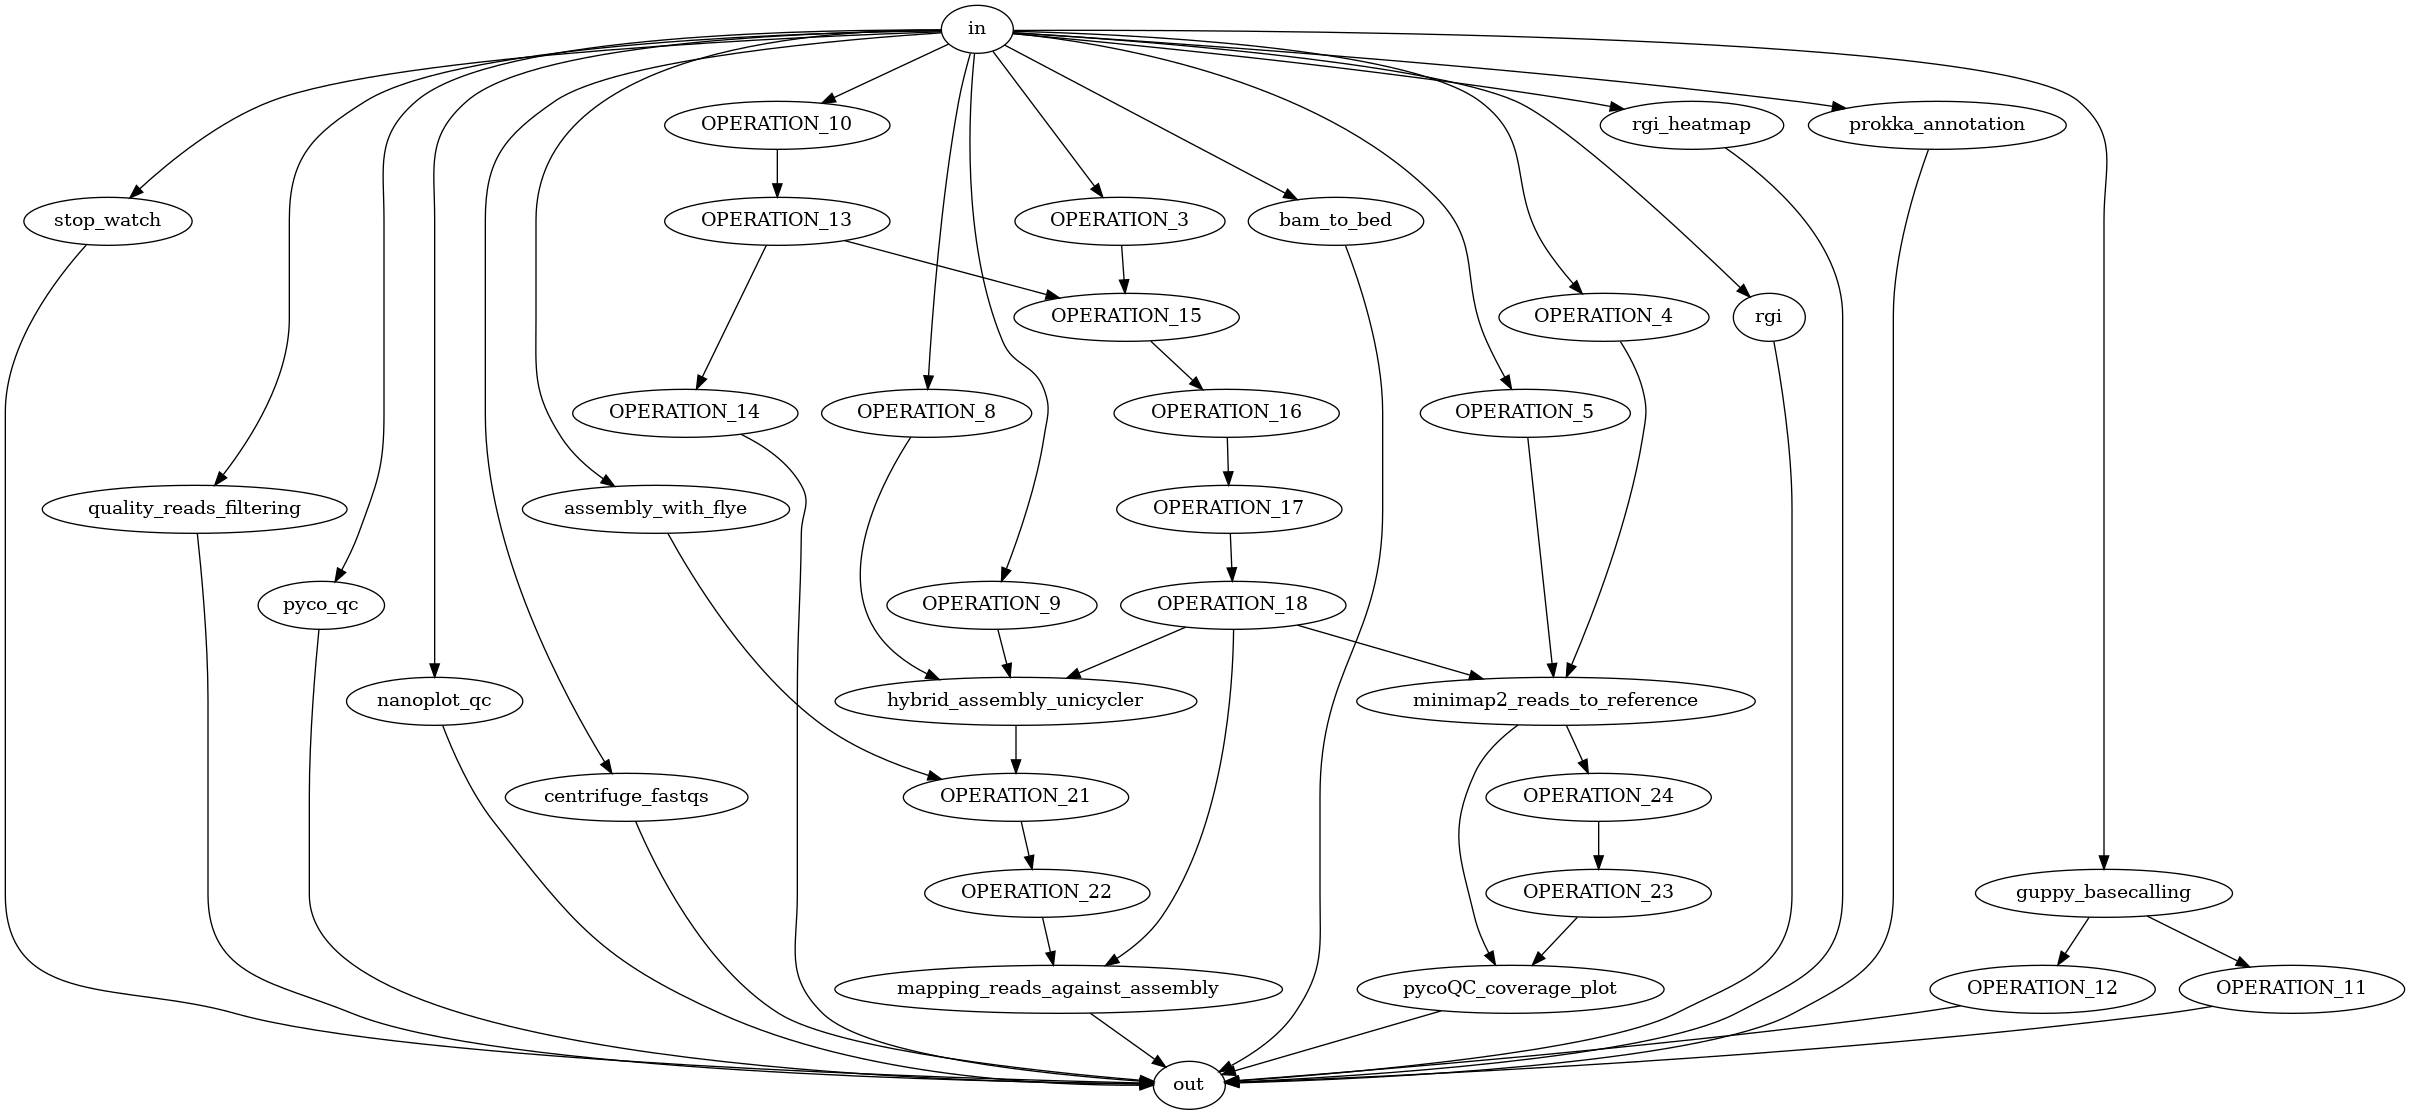 in
OPERATION_10
rgi_heatmap
prokka_annotation
stop_watch
OPERATION_13
OPERATION_3
bam_to_bed
OPERATION_15
OPERATION_4
rgi
OPERATION_14
OPERATION_8
OPERATION_16
OPERATION_5
quality_reads_filtering
assembly_with_flye
OPERATION_17
pyco_qc
OPERATION_9
OPERATION_18
nanoplot_qc
hybrid_assembly_unicycler
minimap2_reads_to_reference
centrifuge_fastqs
OPERATION_21
OPERATION_24
OPERATION_22
OPERATION_23
guppy_basecalling
mapping_reads_against_assembly
pycoQC_coverage_plot
OPERATION_12
OPERATION_11
out